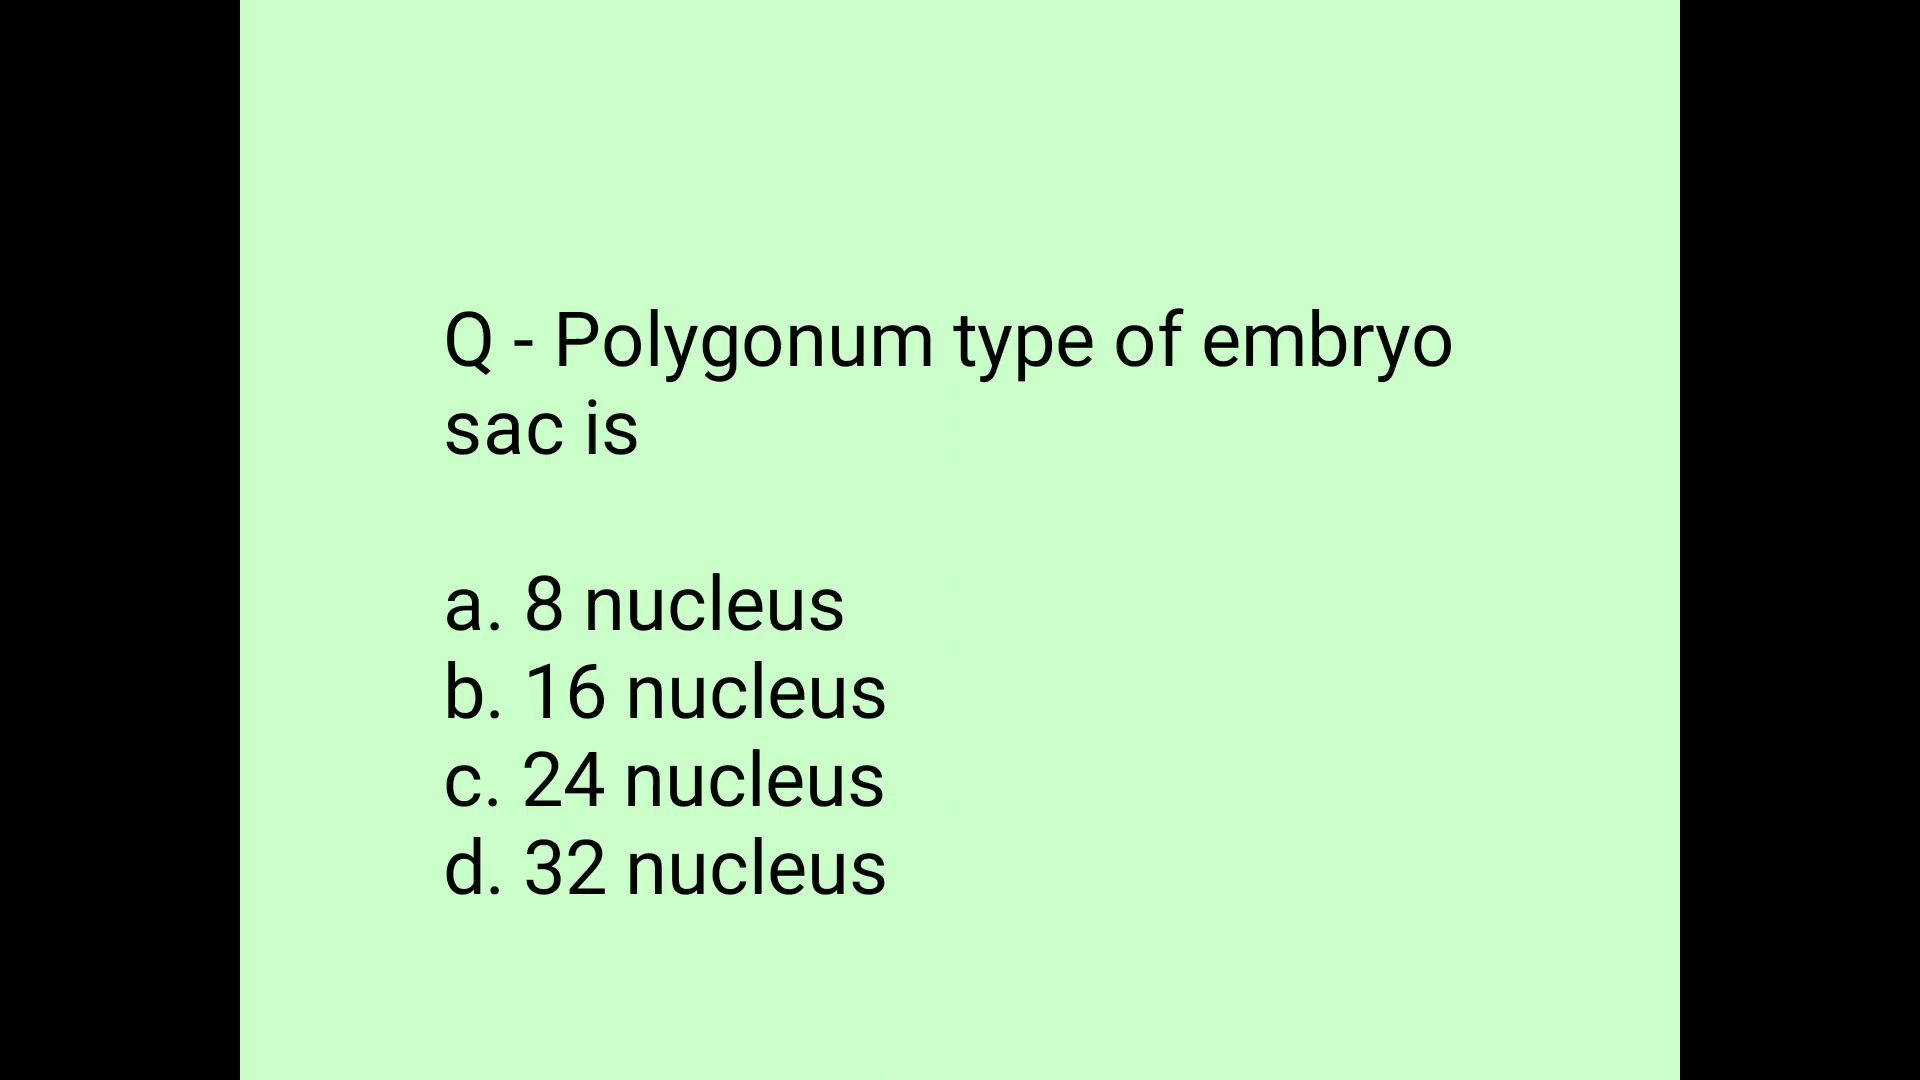 Q - Polygonum type of embryo
sac is
a. 8 nucleus
b. 16 nucleus
c. 24 nucleus
d. 32 nucleus